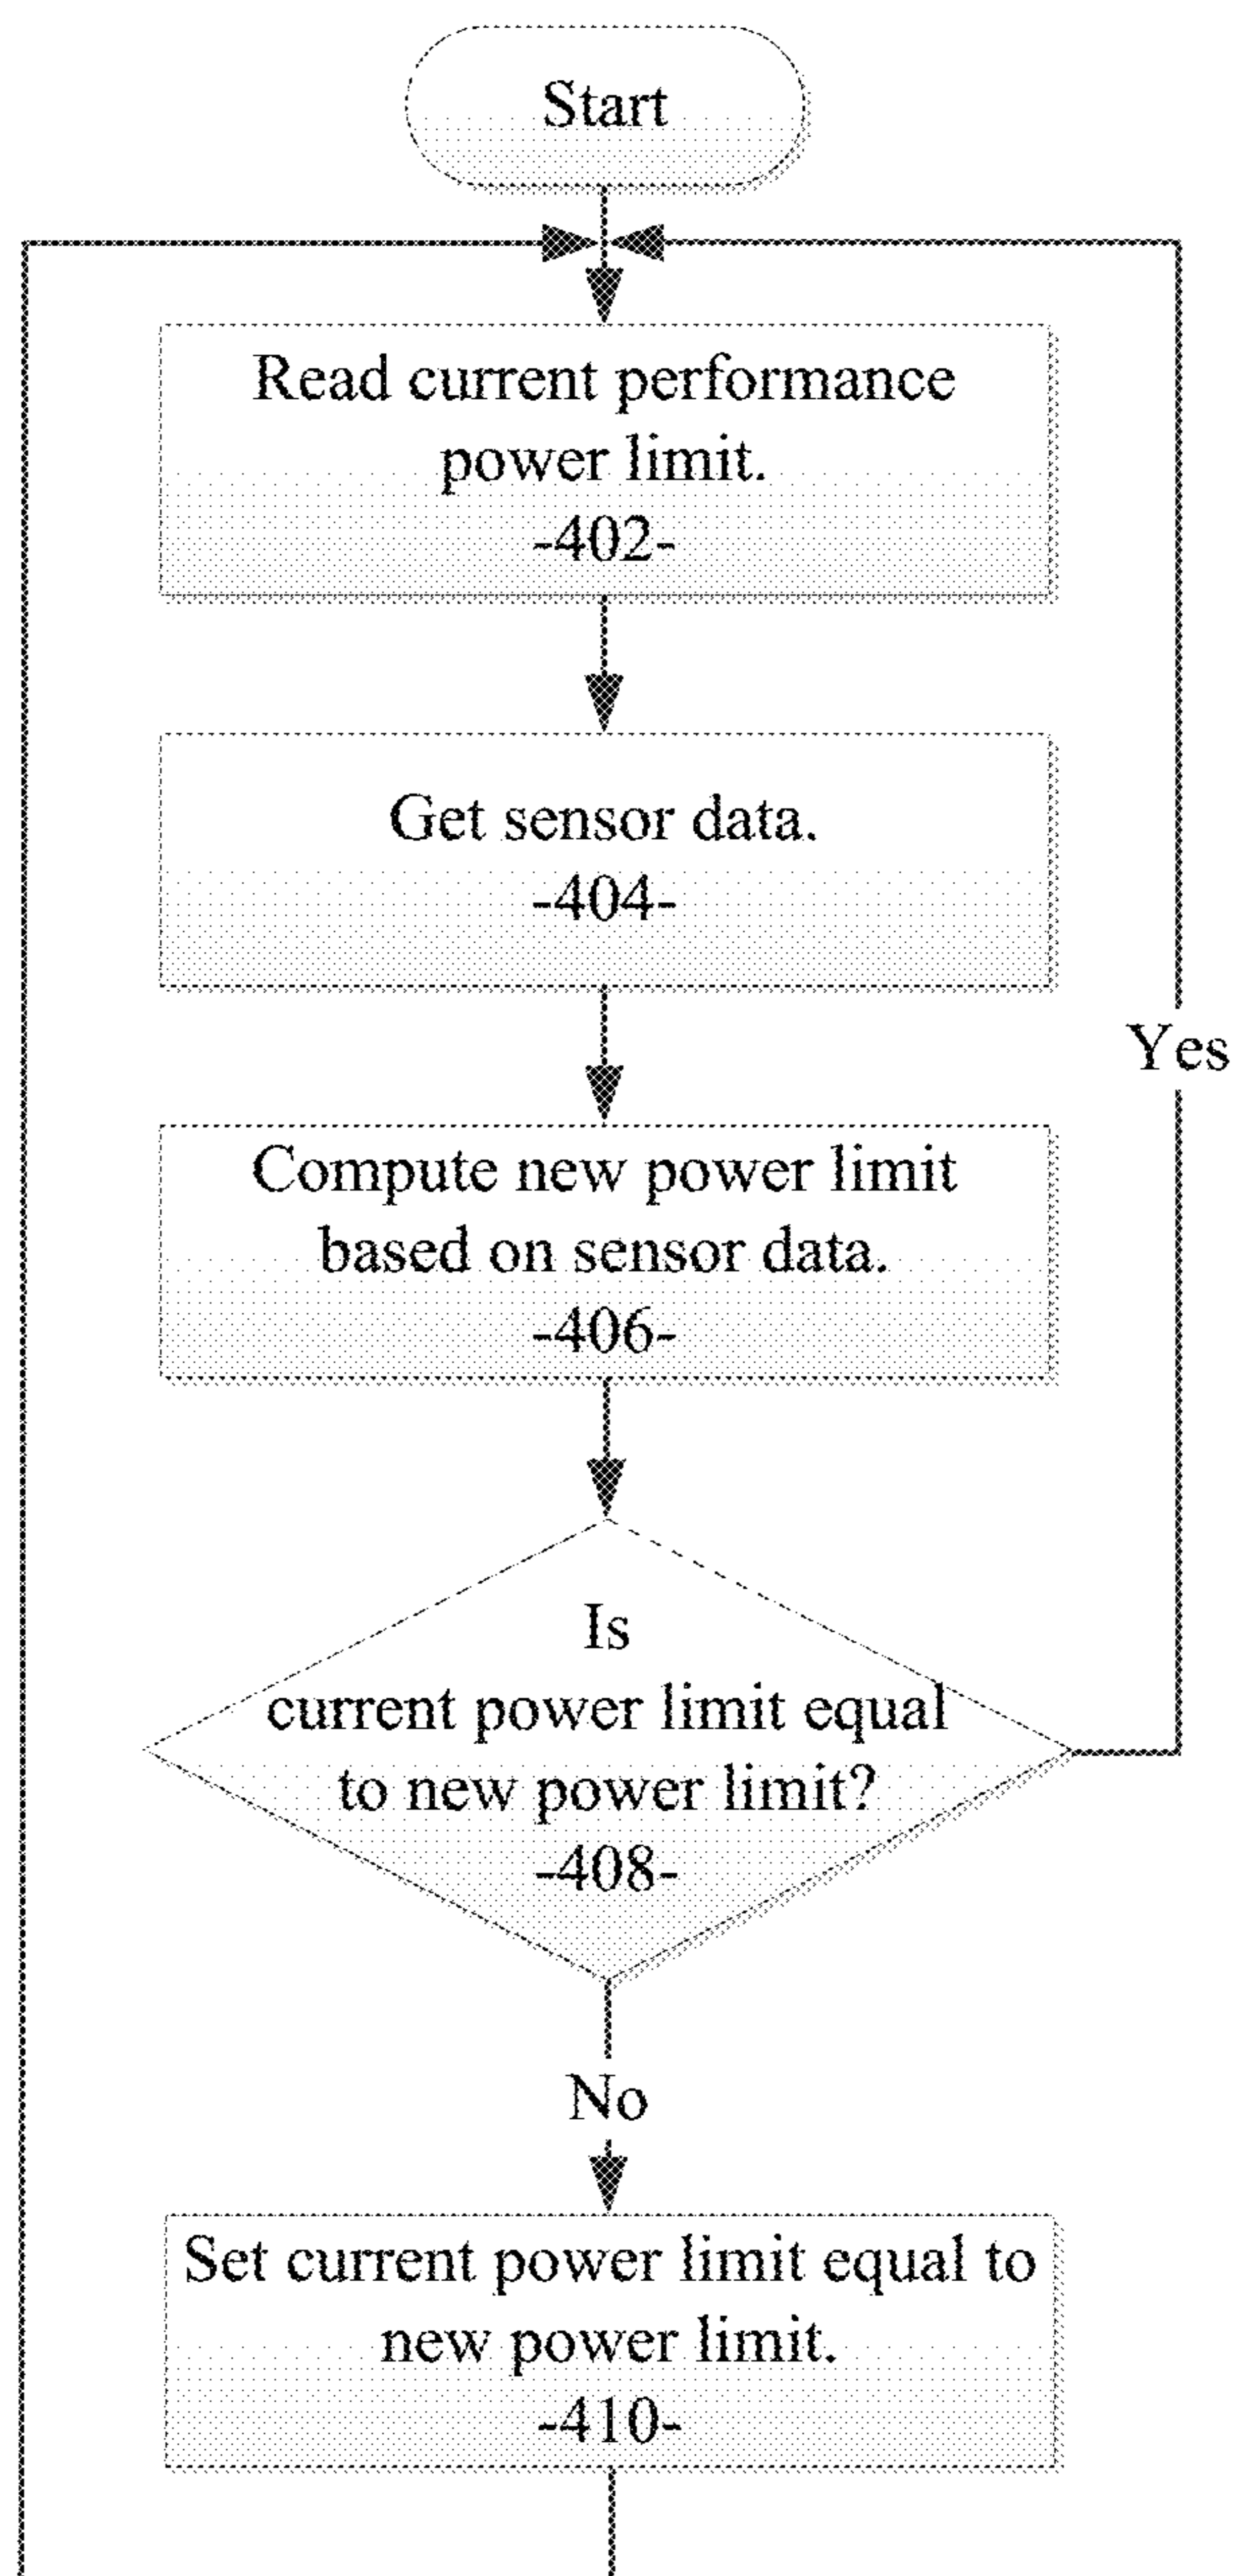 Start
Read current performance
power limit.
-402-
Get sensor data.
-404-
Yes
Compute new power limit
based on sensor data.
-406-
Is
current power limit equal
to new power limit?
-408-
No
Set current power limit equal to
new power limit.
-410-